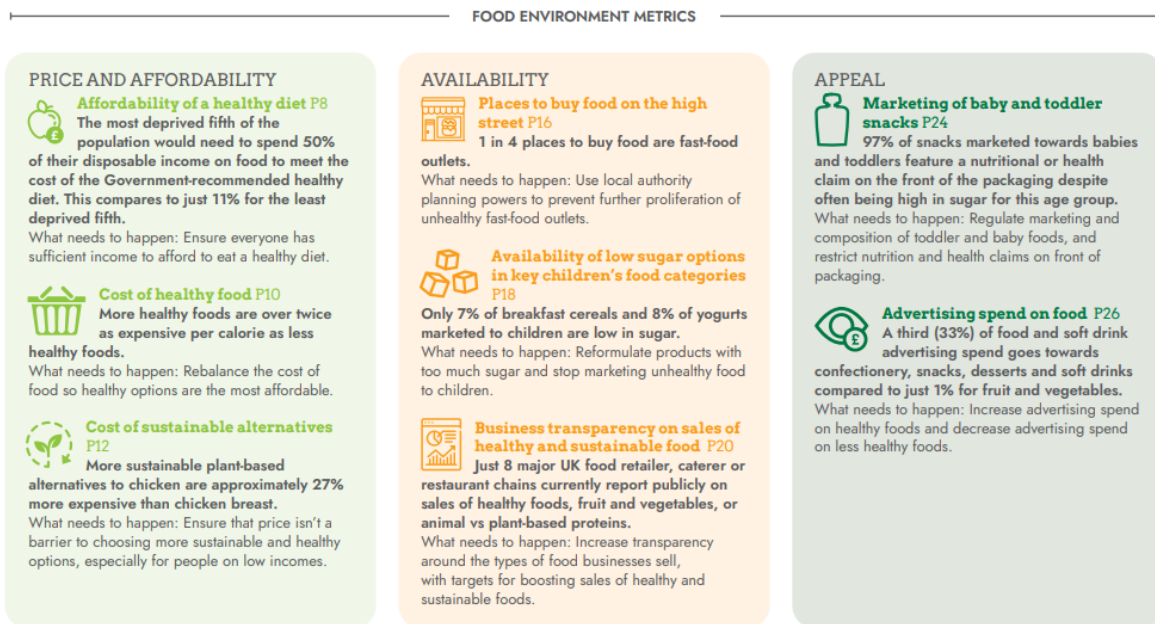 FOOD ENVIRONMENT METRICS
PRICE AND AFFORDABILITY
Affordability of a healthy diet P8
The most deprived fifth of the
population would need to spend 50%
of their disposable income on food to meet the
cost of the Government-recommended healthy
diet. This compares to just 11% for the least
deprived fifth.
What needs to happen: Ensure everyone has
sufficient income to afford to eat a healthy diet.
Cost of healthy food P10
More healthy foods are over twice
as expensive per calorie as less
healthy foods.
What needs to happen: Rebalance the cost of
food so healthy options are the most affordable.
Cost of sustainable alternatives
P12
More sustainable plant-based
alternatives to chicken are approximately 27%
more expensive than chicken breast.
What needs to happen: Ensure that price isn't a
barrier to choosing more sustainable and healthy
options, especially for people on low incomes.
AVAILABILITY
Places to buy food on the high
street P16
1 in 4 places to buy food are fast-food
outlets.
What needs to happen: Use local authority
planning powers to prevent further proliferation of
unhealthy fast-food outlets.
Availability of low sugar options
in key children's food categories
P18
Only 7% of breakfast cereals and 8% of yogurts
marketed to children are low in sugar.
What needs to happen: Reformulate products with
too much sugar and stop marketing unhealthy food
to children.
Business transparency on sales of
healthy and sustainable food P20
Just 8 major UK food retailer, caterer or
restaurant chains currently report publicly on
sales of healthy foods, fruit and vegetables, or
animal vs plant-based proteins.
What needs to happen: Increase transparency
around the types of food businesses sell,
with targets for boosting sales of healthy and
sustainable foods.
APPEAL
Marketing of baby and toddler
snacks P24
97% of snacks marketed towards babies
and toddlers feature a nutritional or health
claim on the front of the packaging despite
often being high in sugar for this age group.
What needs to happen: Regulate marketing and
composition of toddler and baby foods, and
restrict nutrition and health claims on front of
packaging.
£
Advertising spend on food P26
A third (33%) of food and soft drink
advertising spend goes towards
confectionery, snacks, desserts and soft drinks
compared to just 1% for fruit and vegetables.
What needs to happen: Increase advertising spend
on healthy foods and decrease advertising spend
on less healthy foods.